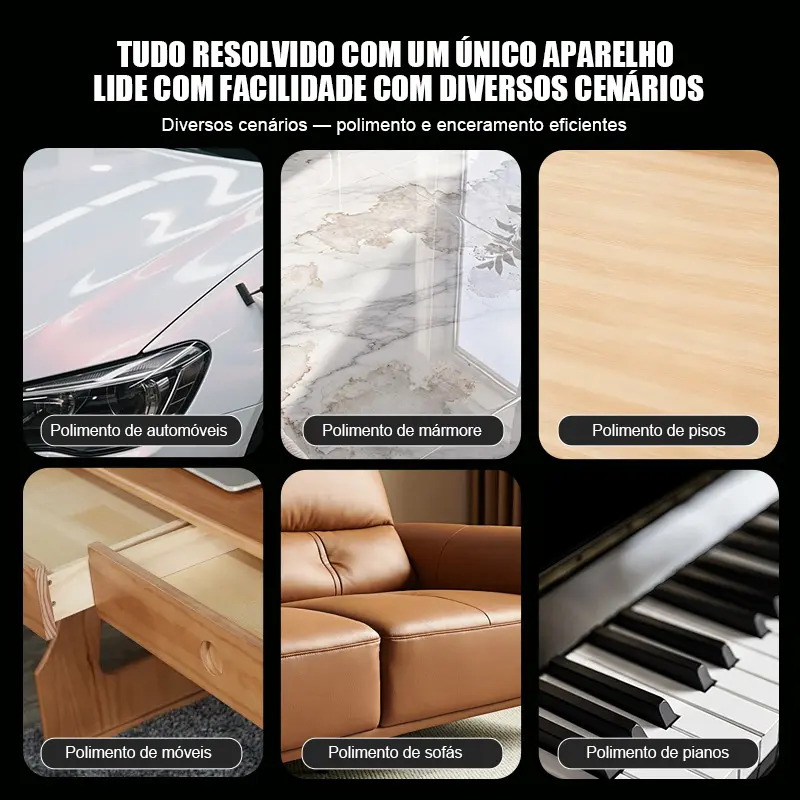 TUDO RESOLVIDO COM UM ÚNICO APARELHO
LIDE COM FACILIDADE COM DIVERSOS CENÁRIOS
Diversos cenários — polimento e enceramento eficientes
Polimento de automóveis
Polimento de mármore
Polimento de pisos
Polimento de móveis
Polimento de sofás
Polimento de pianos